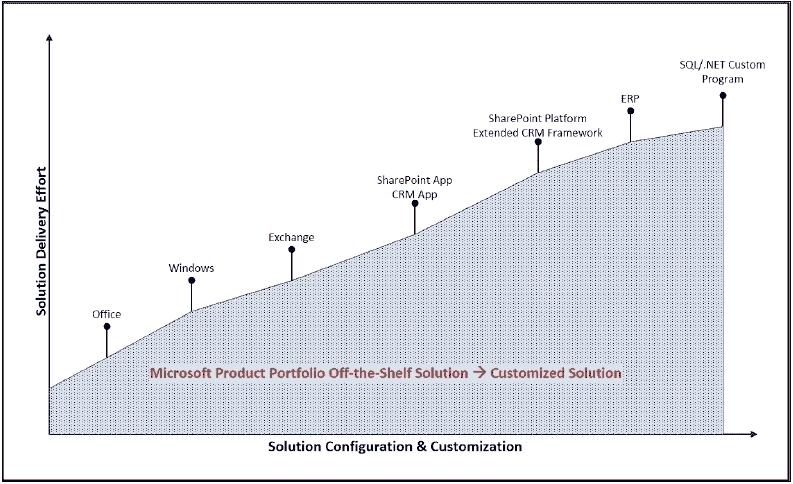 SQL/.NET Custom
Program
ERP
SharePoint Platform
Extended CRM Framework
SharePoint App
CRM App
Exchange
Windows
Office
Solution Delivery Effort
Microsoft Product Portfolio Off-the-Shelf Solution → Customized Solution
Solution Configuration & Customization